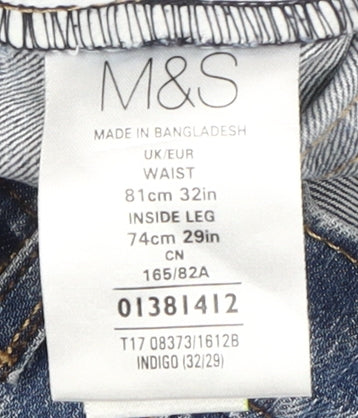 M&S
MADE IN BANGLADESH
UK/EUR
WAIST
81cm 32in
INSIDE LEG
74cm 29in
CN
165/82A
01381412
T17 08373/1612B
INDIGO (32/29)